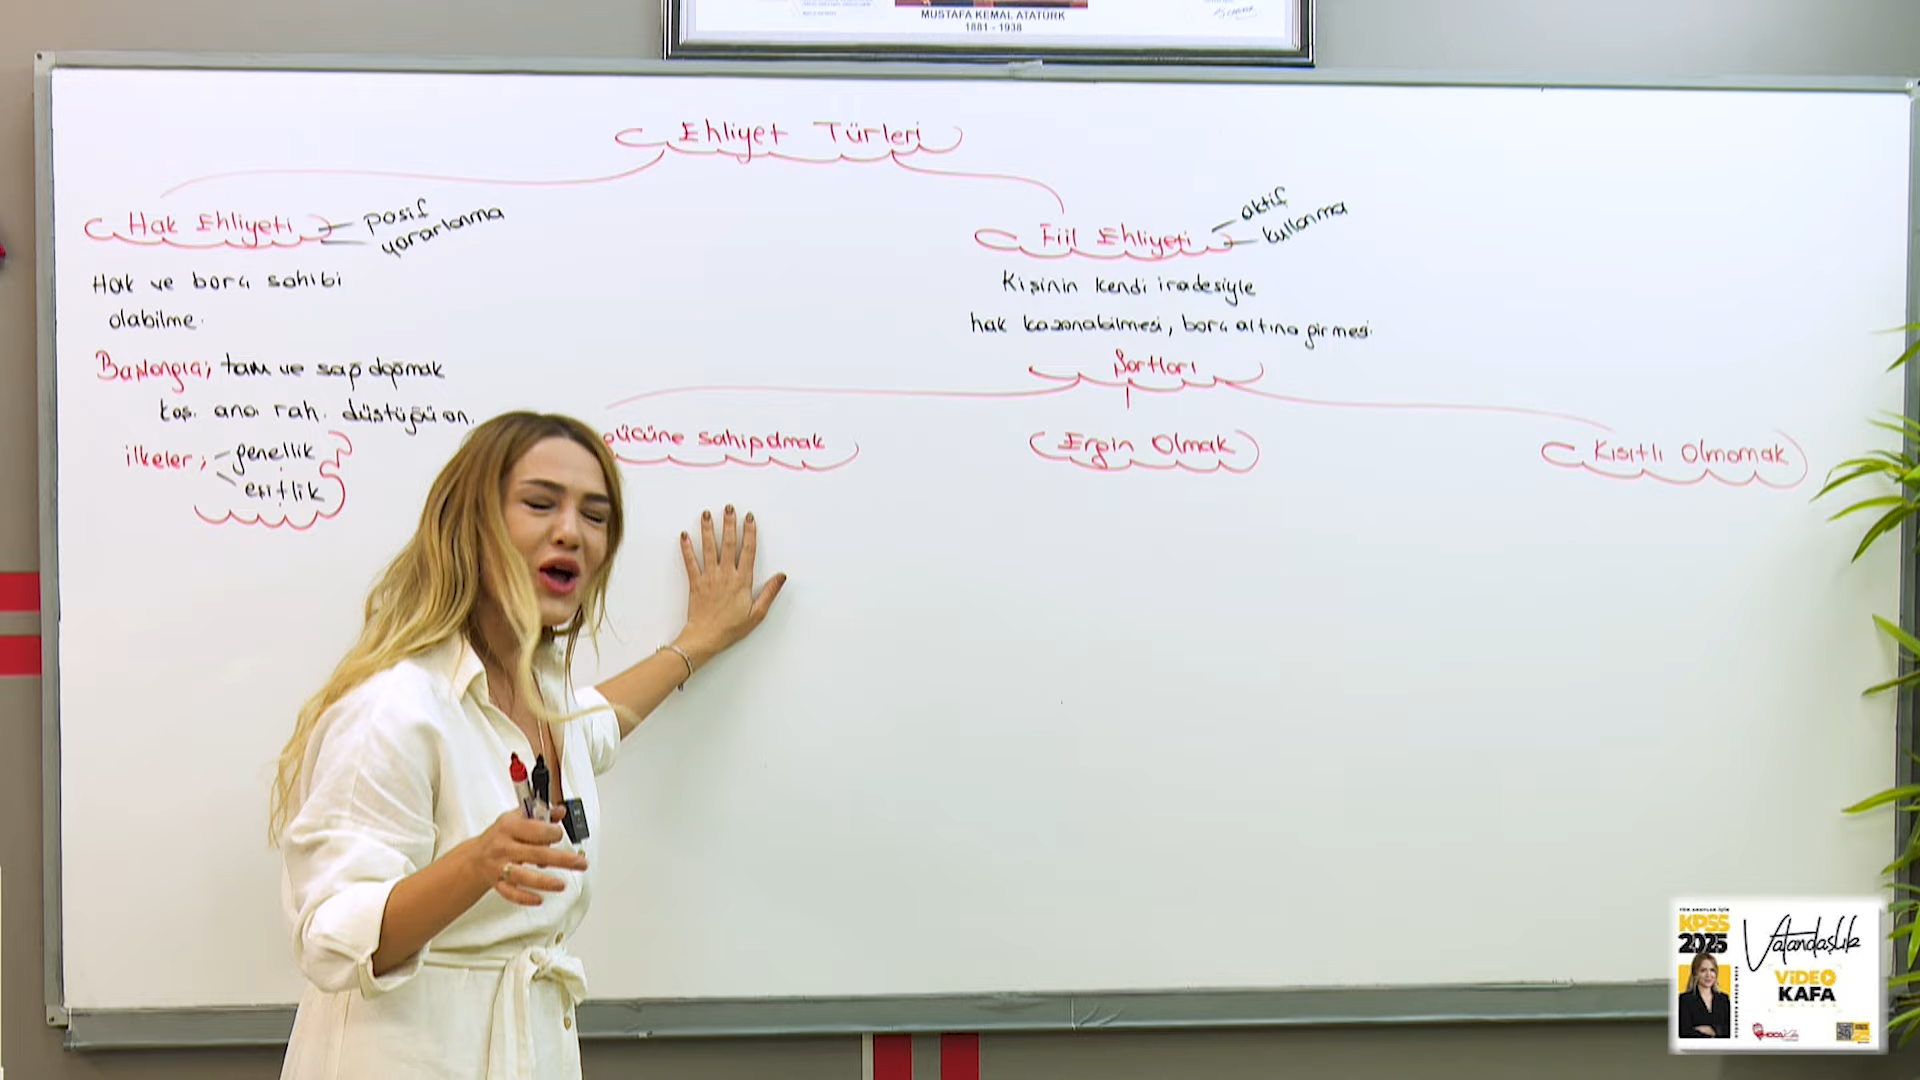 MUSTAFA KEMAL ATATÜRK
1881 - 1938
Ehliyet Türleri
Hak Ehliyeti
pasif
yararlanma
Hak ve borç sahibi
olabilme.
Başlangıç; tam ve sağ doğmak
koş. ana rah. düştüğü an.
ilkeler;
genellik
eşitlik
Fiil Ehliyeti
aktif
kullanma
Kişinin kendi iradesiyle
hak kazanabilmesi, borç altına girmesi.
Şartları
gücüne sahip olmak
Ergin Olmak
Kısıtlı Olmamak
KPSS
2025
Vatandaşlık
VİDEO
KAFA